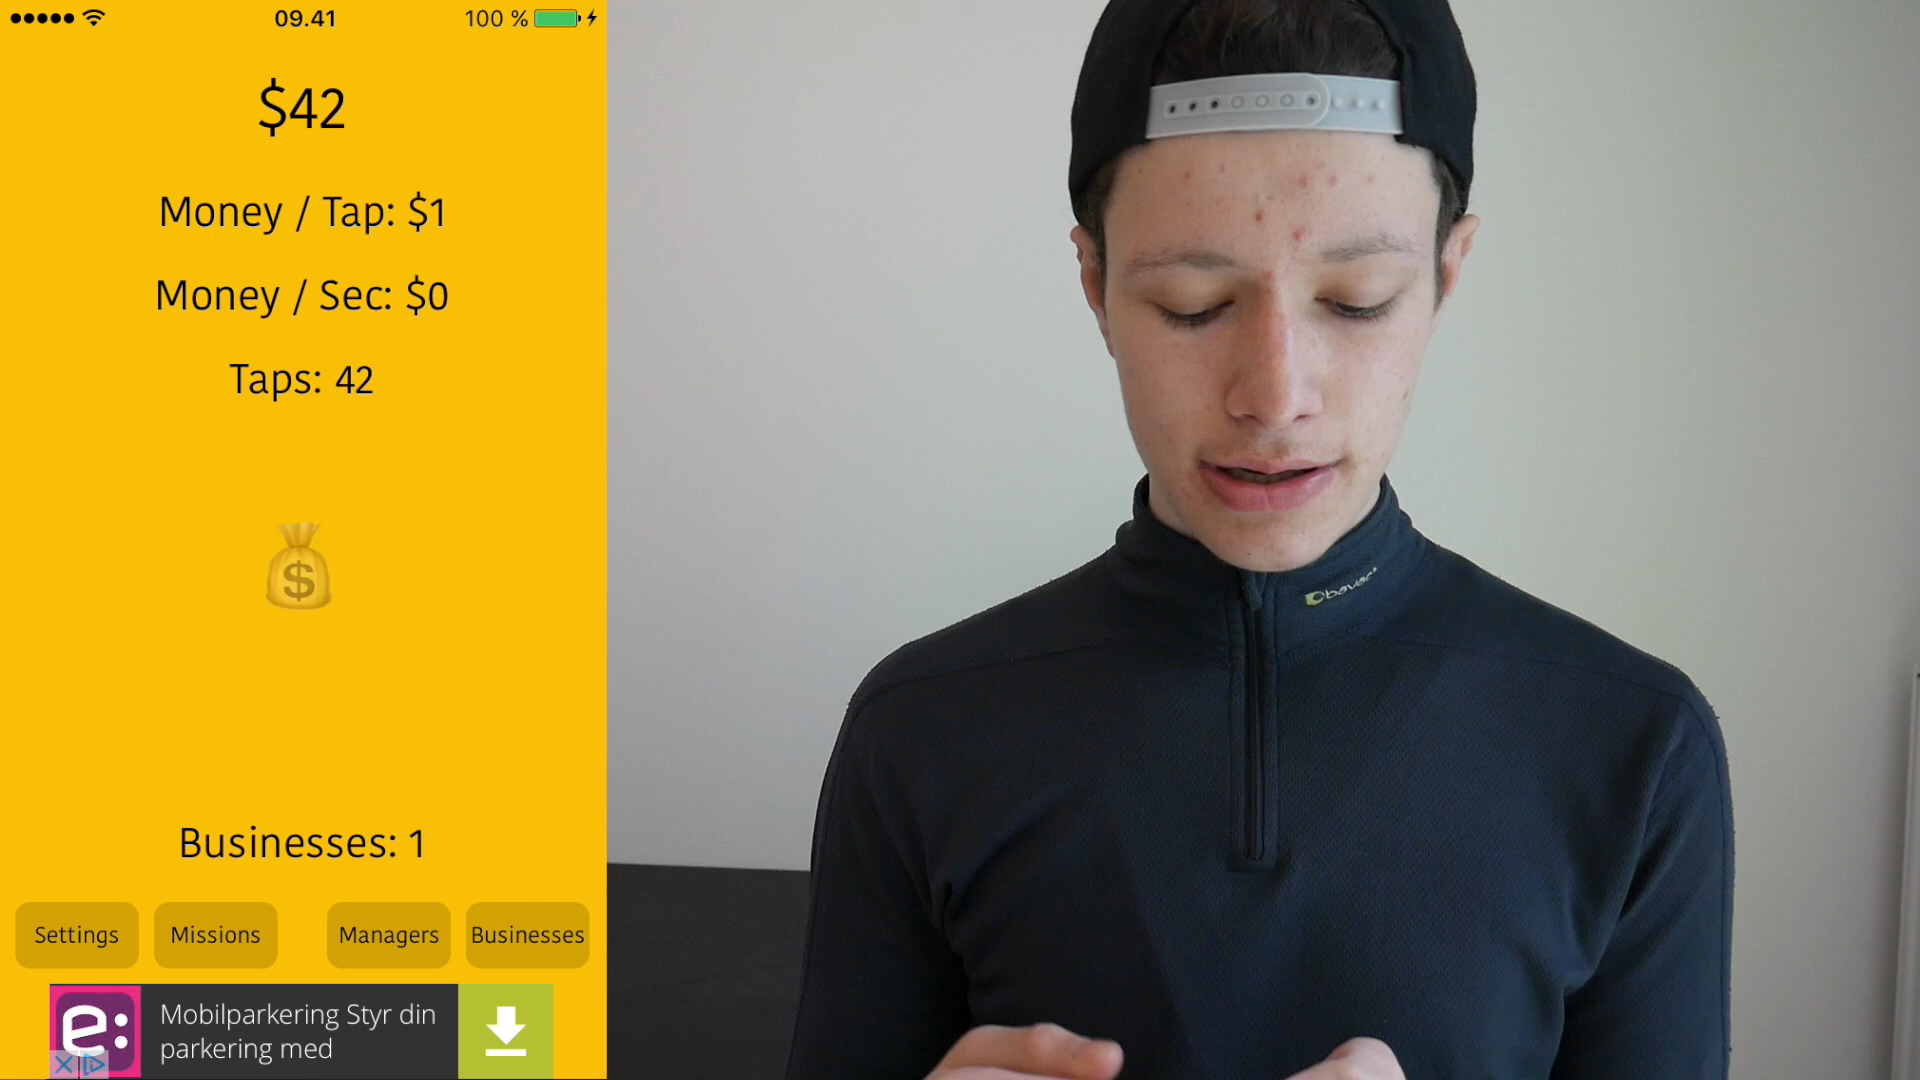 09.41
100 %
$42
Money / Tap: $1
Money / Sec: $0
Taps: 42
$
Businesses: 1
Settings
Missions
Managers
Businesses
e:
Mobilparkering Styr din
parkering med
bavac